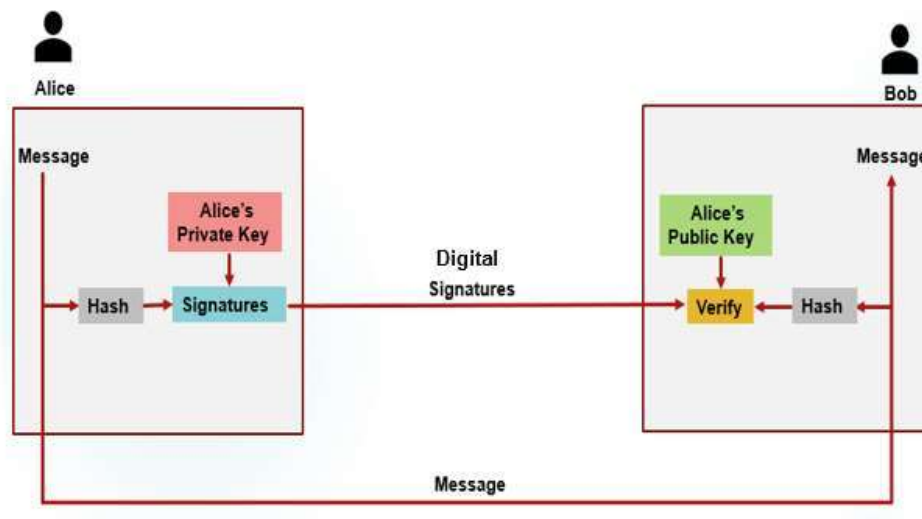 Alice
Bob
Message
Message
Alice's
Private Key
Alice's
Public Key
Digital
Signatures
Hash
Signatures
Verify
Hash
Message